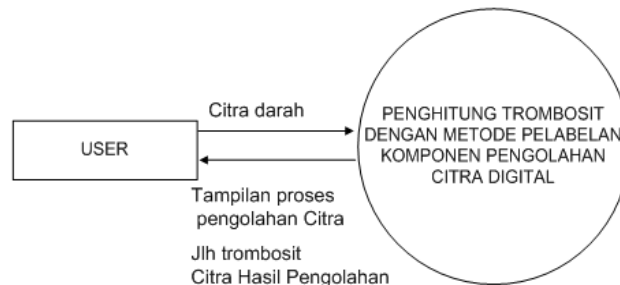 Citra darah
USER
Tampilan proses
pengolahan Citra
Jlh trombosit
Citra Hasil Pengolahan
PENGHITUNG TROMBOSIT
DENGAN METODE PELABELAN
KOMPONEN PENGOLAHAN
CITRA DIGITAL